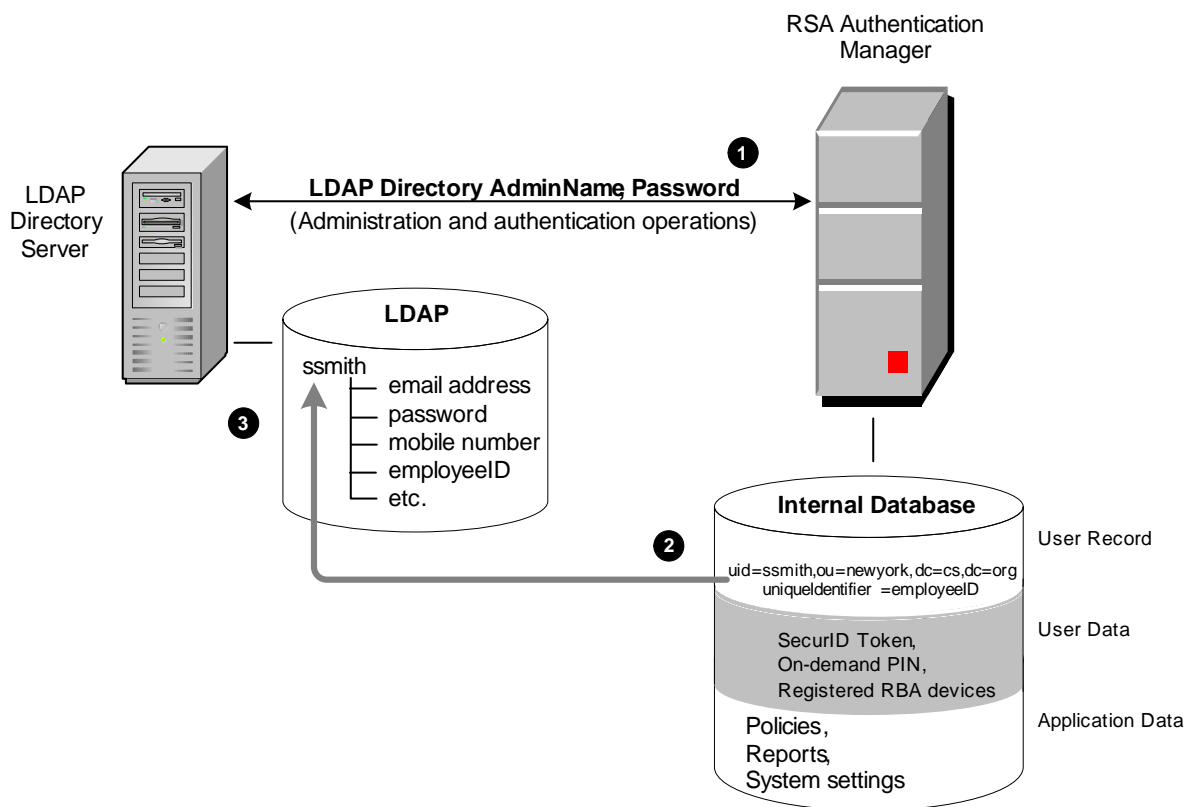 RSA Authentication
Manager
1
LDAP
Directory
Server
LDAP Directory AdminName, Password
(Administration and authentication operations)
LDAP
ssmith
email address
password
mobile number
employeeID
etc.
3
2
Internal Database
uid=ssmith,ou=newyork,dc=cs,dc=org
uniqueIdentifier =employeeID
User Record
SecurID Token,
On-demand PIN,
Registered RBA devices
User Data
Policies,
Reports,
System settings
Application Data